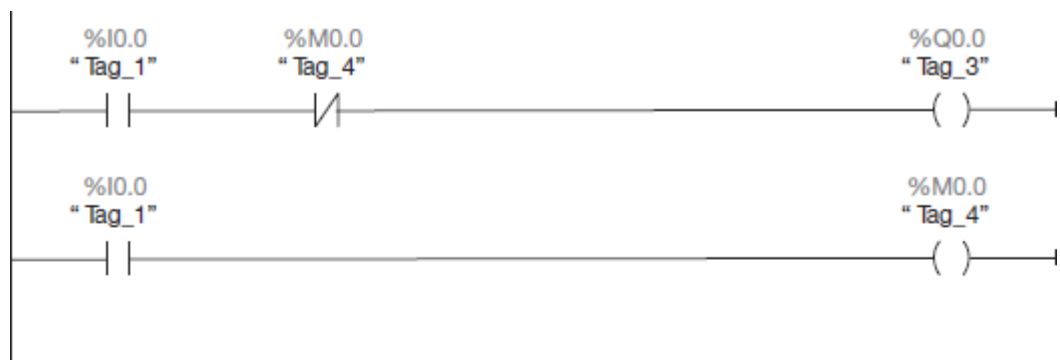 %I0.0 %M0.0 %Q0.0
“ Tag_1” “ Tag_4” “ Tag_3”
%I0.0 %M0.0
“ Tag_1” “ Tag_4”